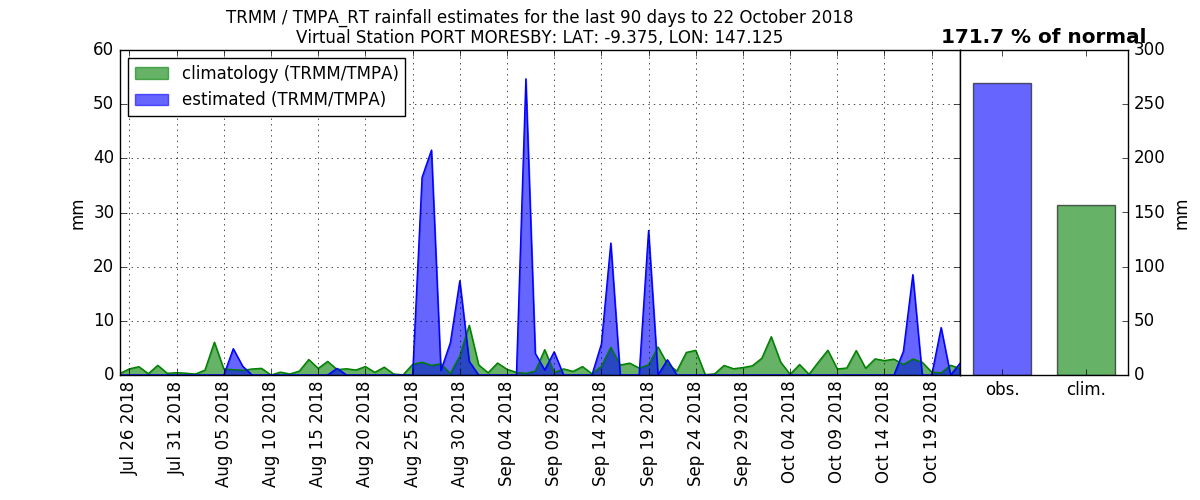 TRMM / TMPA_RT rainfall estimates for the last 90 days to 22 October 2018
Virtual Station PORT MORESBY: LAT: -9.375, LON: 147.125
171.7 % of normal
climatology (TRMM/TMPA)
estimated (TRMM/TMPA)
60
50
40
30
20
10
0
mm
300
250
200
150
100
50
0
mm
obs.
clim.
Jul 26 2018
Jul 31 2018
Aug 05 2018
Aug 10 2018
Aug 15 2018
Aug 20 2018
Aug 25 2018
Aug 30 2018
Sep 04 2018
Sep 09 2018
Sep 14 2018
Sep 19 2018
Sep 24 2018
Sep 29 2018
Oct 04 2018
Oct 09 2018
Oct 14 2018
Oct 19 2018